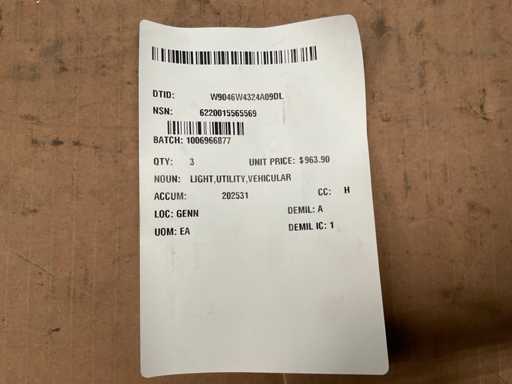 DTID: W9046W4324A09DL
NSN: 6220015565569
BATCH: 1006966877
QTY: 3 UNIT PRICE: $963.90
NOUN: LIGHT,UTILITY,VEHICULAR
ACCUM: 202531 CC: H
LOC: GENN DEMIL: A
UOM: EA DEMIL IC: 1